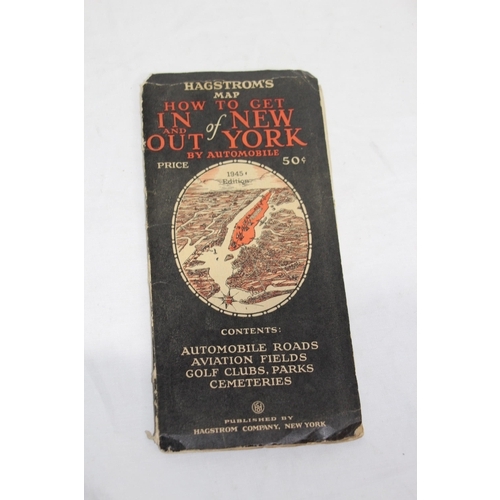 HAGSTROM'S
MAP
HOW TO GET
IN AND OUT of NEW YORK
BY AUTOMOBILE
PRICE 50¢
1945
Edition
CONTENTS:
AUTOMOBILE ROADS
AVIATION FIELDS
GOLF CLUBS, PARKS
CEMETERIES
PUBLISHED BY
HAGSTROM COMPANY, NEW YORK